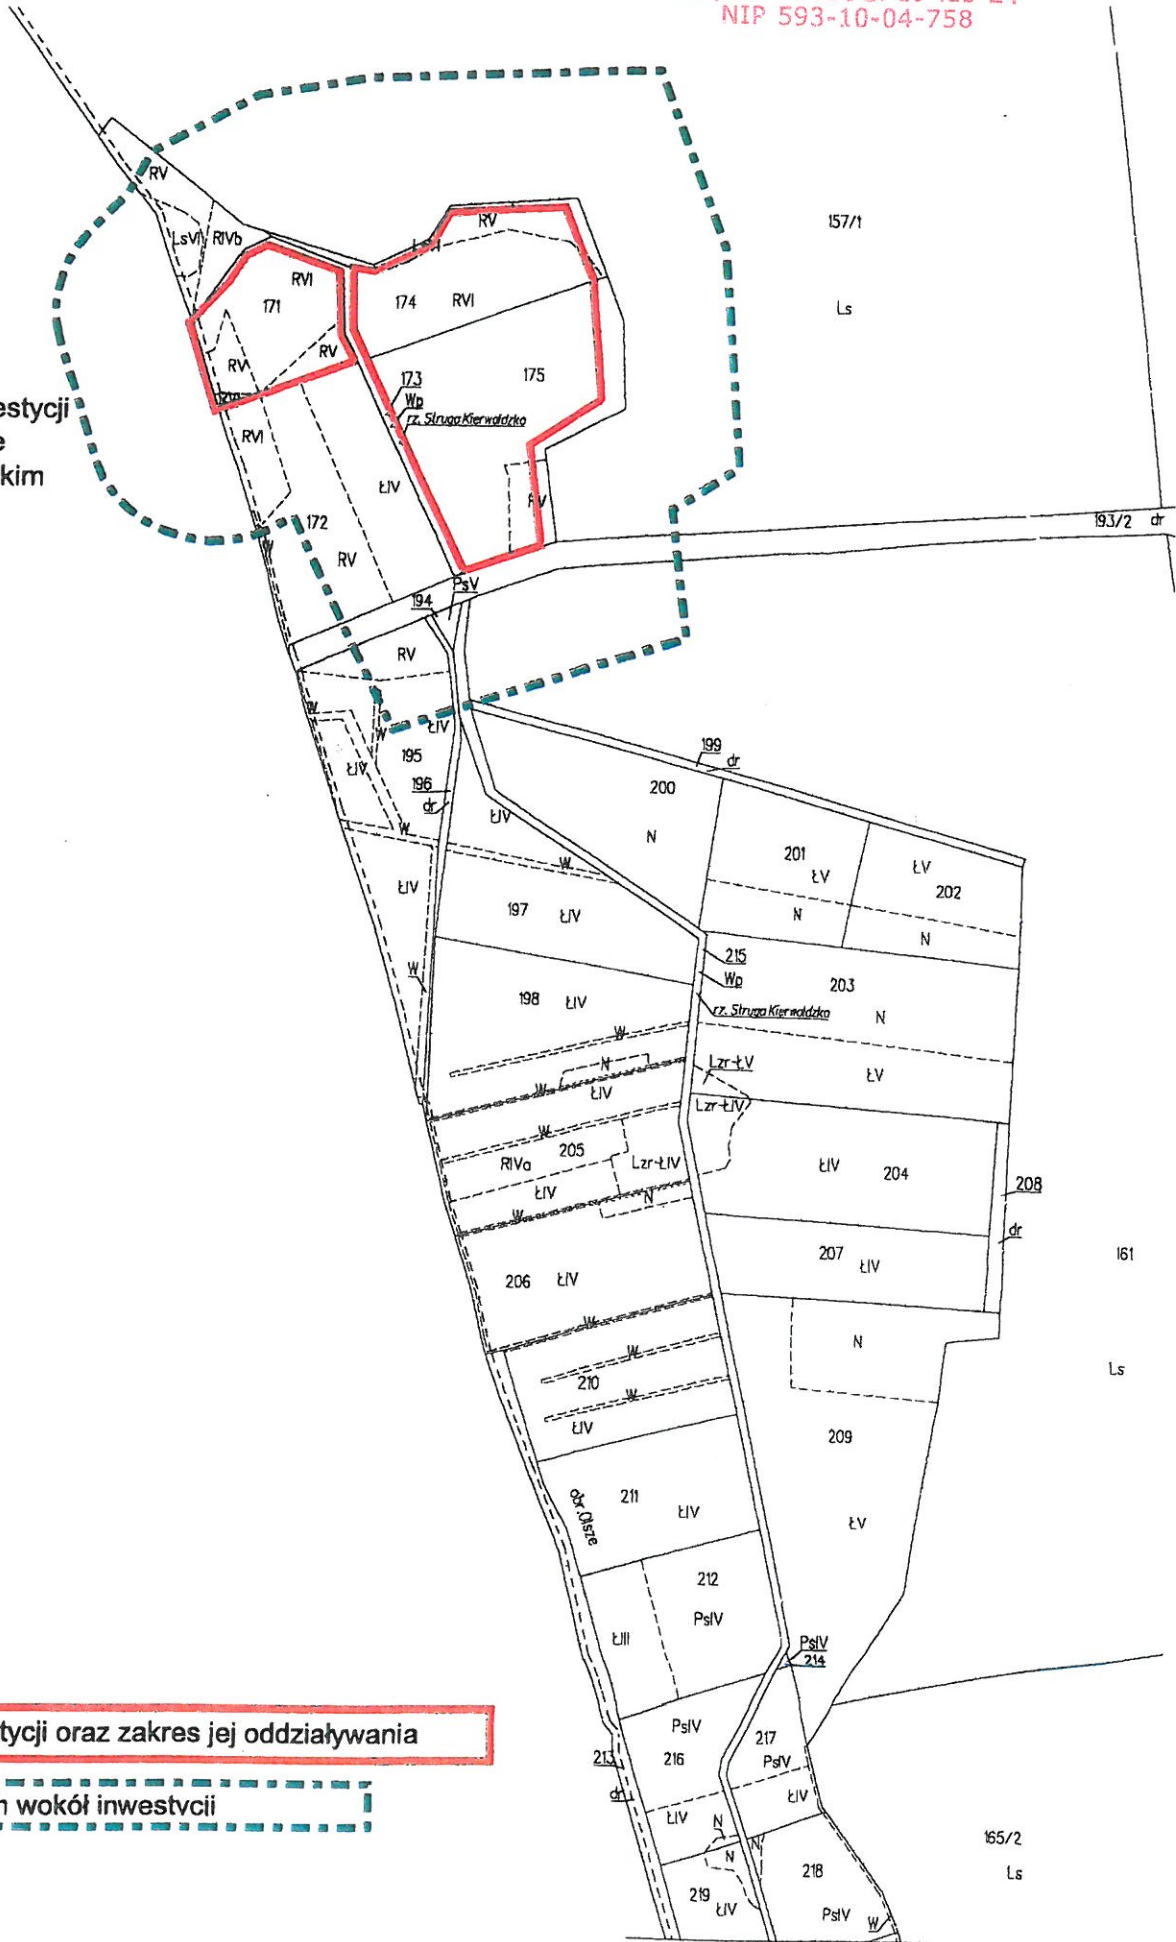 NIP 593-10-04-758
RV
LsVI
RIVb
RVI
171
RV
RV
RV
174
RVI
175
157/1
Ls
173
Wp
rz. Struga Kierwaldzka
RVI
ŁIV
RV
172
RV
W
193/2 dr
PsV
194
RV
W
W
ŁIV
195
ŁIV
196
dr
ŁIV
W
199
dr
200
N
201
ŁV
ŁV
202
N
N
W
ŁIV
197 ŁIV
W
198 ŁIV
215
Wp
rz. Struga Kierwaldzka
203
N
W
N
W
ŁIV
Lzr-ŁV
Lzr-ŁIV
ŁV
W
205
RIVa
Lzr-ŁIV
ŁIV
N
W
ŁIV 204
208
dr
207 ŁIV
161
Ls
206 ŁIV
W
W
210
W
ŁIV
N
209
ŁV
211
ŁIV
obr. Olsze
212
PsIV
ŁIII
PsIV
214
PsIV
216
217
PsIV
213
dr
ŁIV
ŁIV
N
N
N
218
219
ŁIV
PsIV
W
165/2
Ls
estycji
e
kim
tycji oraz zakres jej oddziaływania
wokół inwestycji